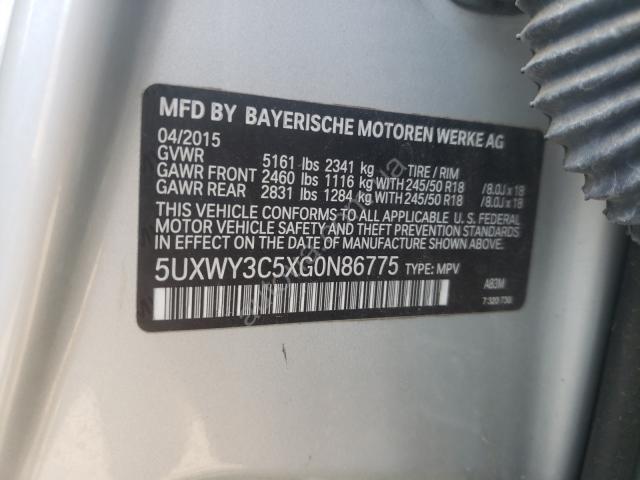 MFD BY BAYERISCHE MOTOREN WERKE AG
04/2015
GVWR 5161 lbs 2341 kg TIRE / RIM
GAWR FRONT 2460 lbs 1116 kg WITH 245/50 R18 /8.0J x 18
GAWR REAR 2831 lbs 1284 kg WITH 245/50 R18 /8.0J x 18
THIS VEHICLE CONFORMS TO ALL APPLICABLE U. S. FEDERAL
MOTOR VEHICLE SAFETY AND THEFT PREVENTION STANDARDS IN
EFFECT ON THE DATE OF MANUFACTURE SHOWN ABOVE.
5UXWY3C5XG0N86775 TYPE: MPV
A83M